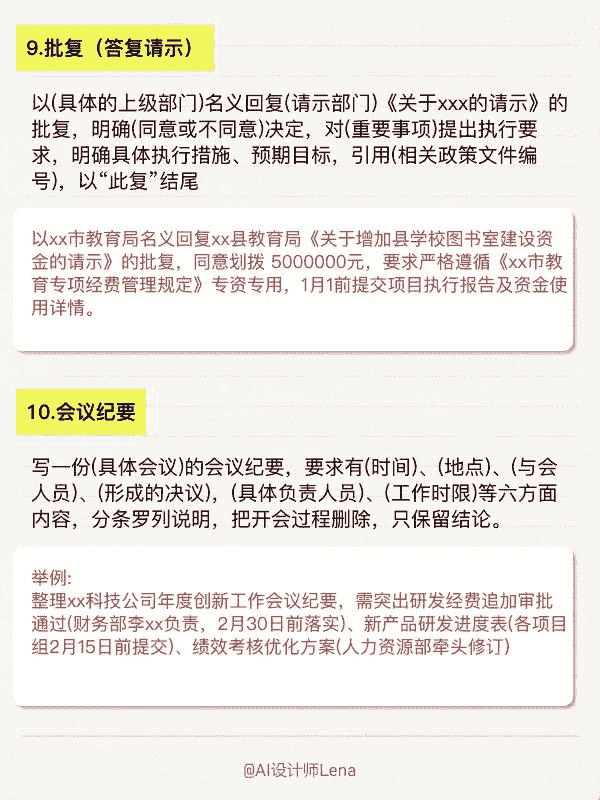 9.批复（答复请示）
以(具体的上级部门)名义回复(请示部门)《关于xxx的请示》的
批复，明确(同意或不同意)决定，对(重要事项)提出执行要
求，明确具体执行措施、预期目标，引用(相关政策文件编
号)，以“此复”结尾
以xx市教育局名义回复xx县教育局《关于增加县学校图书室建设资
金的请示》的批复，同意划拨 5000000元，要求严格遵循《xx市教
育专项经费管理规定》专资专用，1月1前提交项目执行报告及资金使
用详情。
10.会议纪要
写一份(具体会议)的会议纪要，要求有(时间)、(地点)、(与会
人员)、(形成的决议)，(具体负责人员)、(工作时限)等六方面
内容，分条罗列说明，把开会过程删除，只保留结论。
举例:
整理xx科技公司年度创新工作会议纪要，需突出研发经费追加审批
通过(财务部李xx负责，2月30日前落实)、新产品研发进度表(各项目
组2月15日前提交)、绩效考核优化方案(人力资源部牵头修订)
@AI设计师Lena